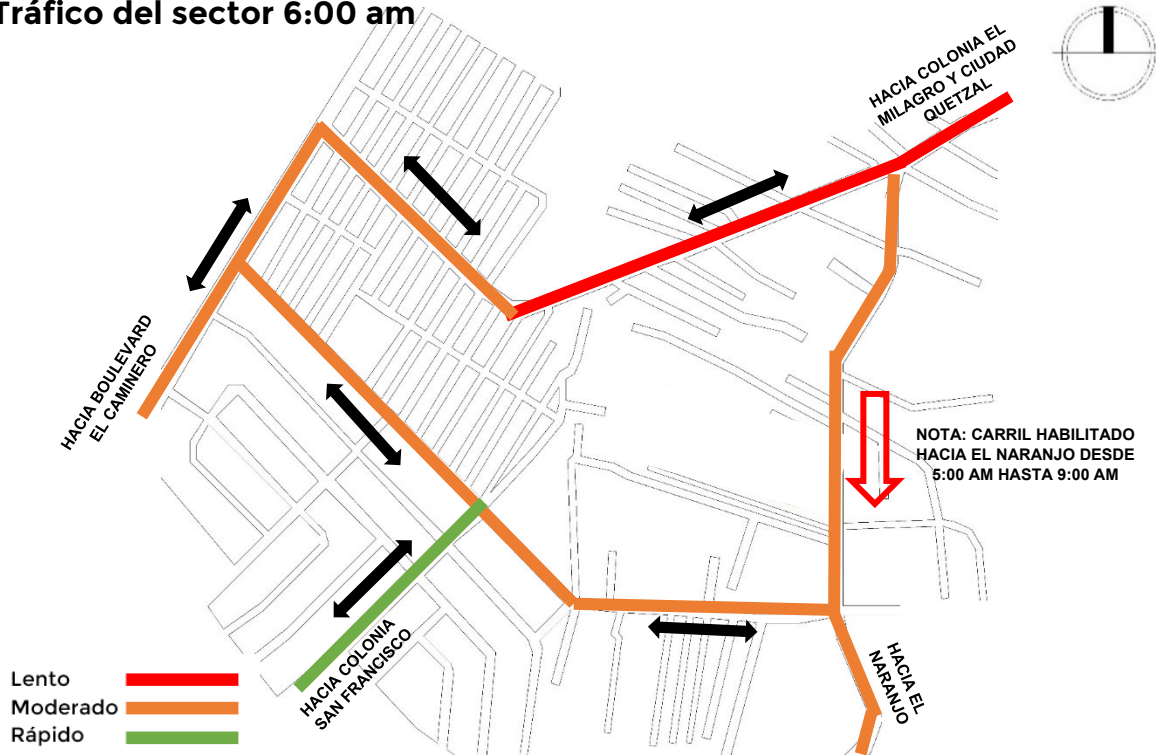 Tráfico del sector 6:00 am
HACIA COLONIA EL
MILAGRO Y CIUDAD
QUETZAL
HACIA BOULEVARD
EL CAMINERO
NOTA: CARRIL HABILITADO
HACIA EL NARANJO DESDE
5:00 AM HASTA 9:00 AM
HACIA COLONIA
SAN FRANCISCO
HACIA EL
NARANJO
Lento
Moderado
Rápido